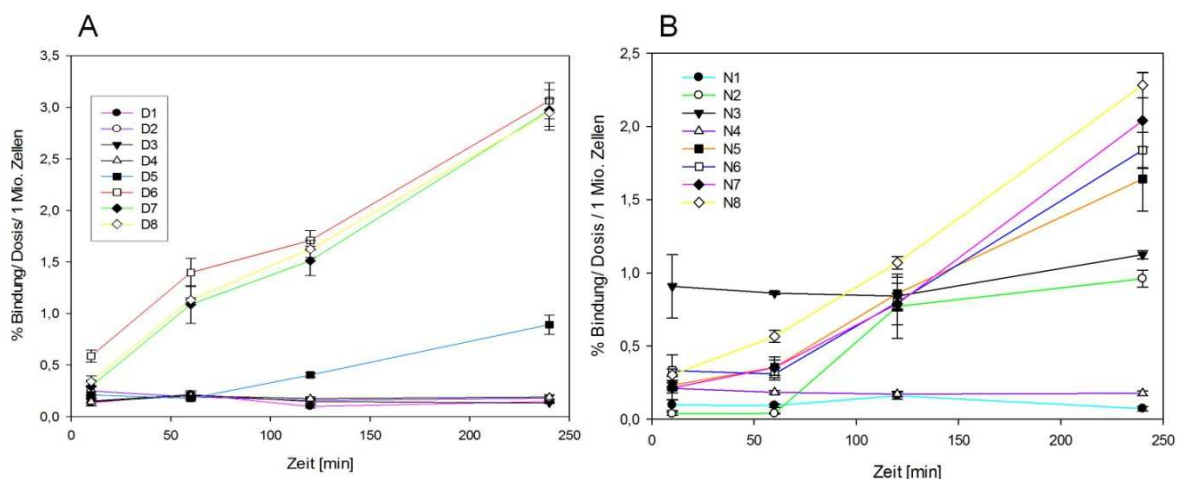 A
% Bindung/ Dosis/ 1 Mio. Zellen
3,5
3,0
2,5
2,0
1,5
1,0
0,5
0,0
D1
D2
D3
D4
D5
D6
D7
D8
0 50 100 150 200 250
Zeit [min]
B
% Bindung/ Dosis / 1 Mio. Zellen
2,5
2,0
1,5
1,0
0,5
0,0
N1
N2
N3
N4
N5
N6
N7
N8
0 50 100 150 200 250
Zeit [min]